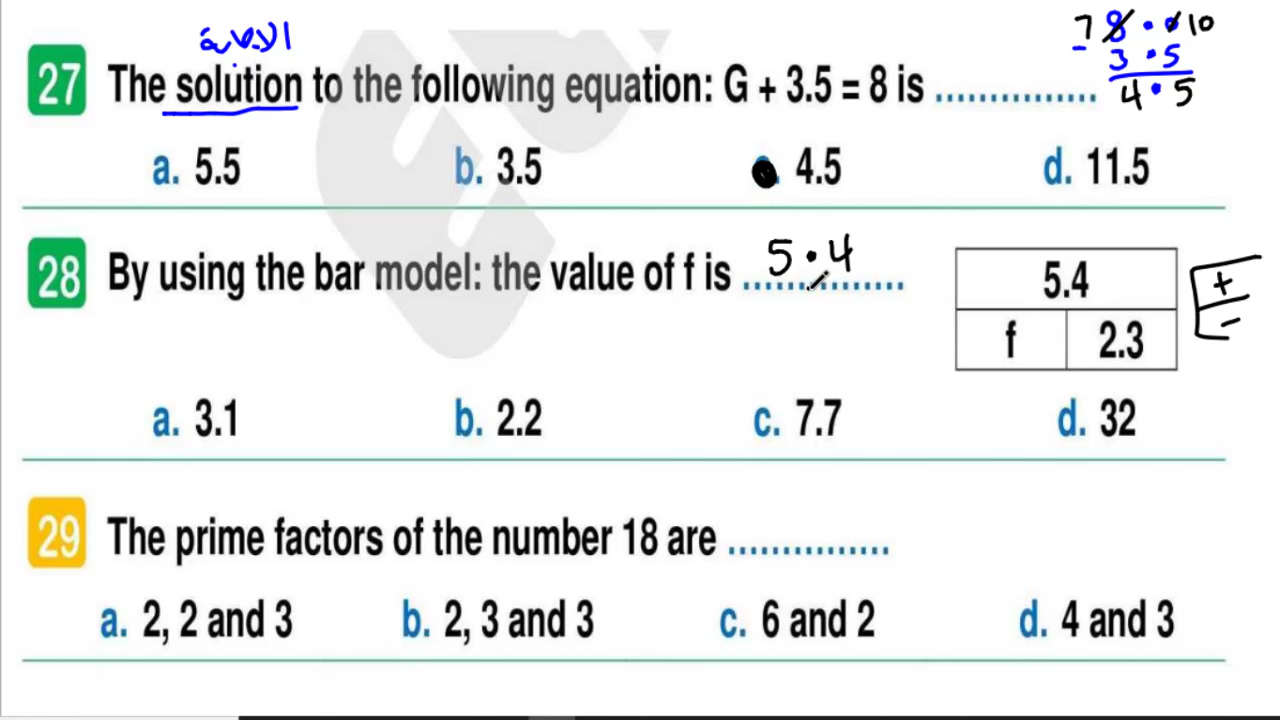 الإجابة
7 8 . 0 10
27 The solution to the following equation: G + 3.5 = 8 is ...............
- 3 . 5
4 . 5
a. 5.5 b. 3.5 4.5 d. 11.5
5.4
28 By using the bar model: the value of f is ...............
5.4
f 2.3
+
-
a. 3.1 b. 2.2 c. 7.7 d. 32
29 The prime factors of the number 18 are ...............
a. 2, 2 and 3 b. 2, 3 and 3 c. 6 and 2 d. 4 and 3